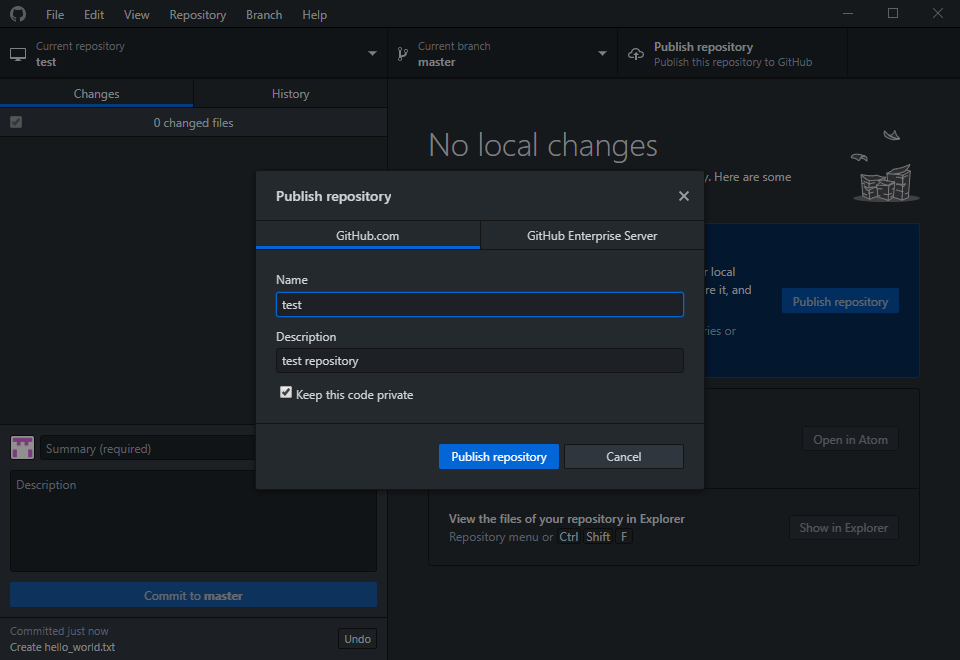 File Edit View Repository Branch Help
Current repository
test
Current branch
master
Publish repository
Publish this repository to GitHub
Changes
History
0 changed files
No local changes
Here are some
local
it, and
Publish repository
or
Open in Atom
View the files of your repository in Explorer
Repository menu or Ctrl Shift F
Show in Explorer
Publish repository
GitHub.com
GitHub Enterprise Server
Name
test
Description
test repository
Keep this code private
Publish repository
Cancel
Summary (required)
Description
Commit to master
Committed just now
Create hello_world.txt
Undo